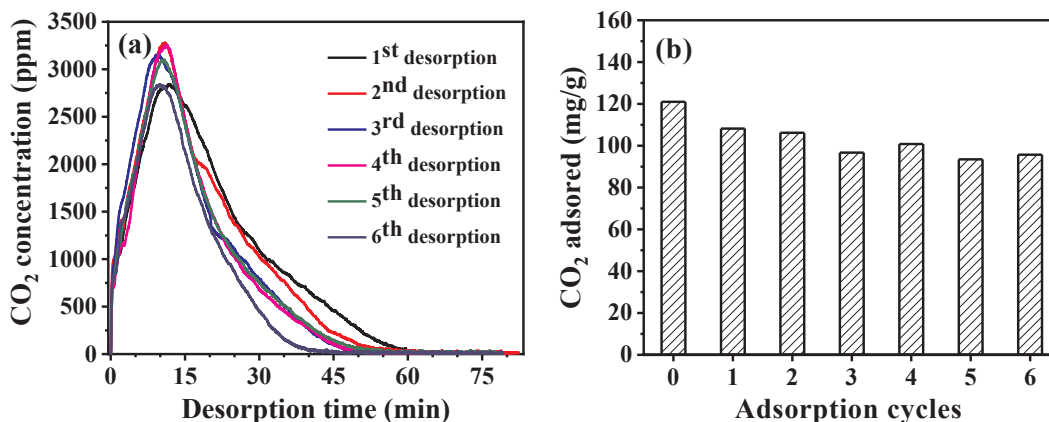 (a)
1st desorption
2nd desorption
3rd desorption
4th desorption
5th desorption
6th desorption
3500
3000
2500
2000
1500
1000
500
0
CO2 concentration (ppm)
0 15 30 45 60 75
Desorption time (min)
(b)
160
140
120
100
80
60
40
20
0
CO2 adsored (mg/g)
0 1 2 3 4 5 6
Adsorption cycles